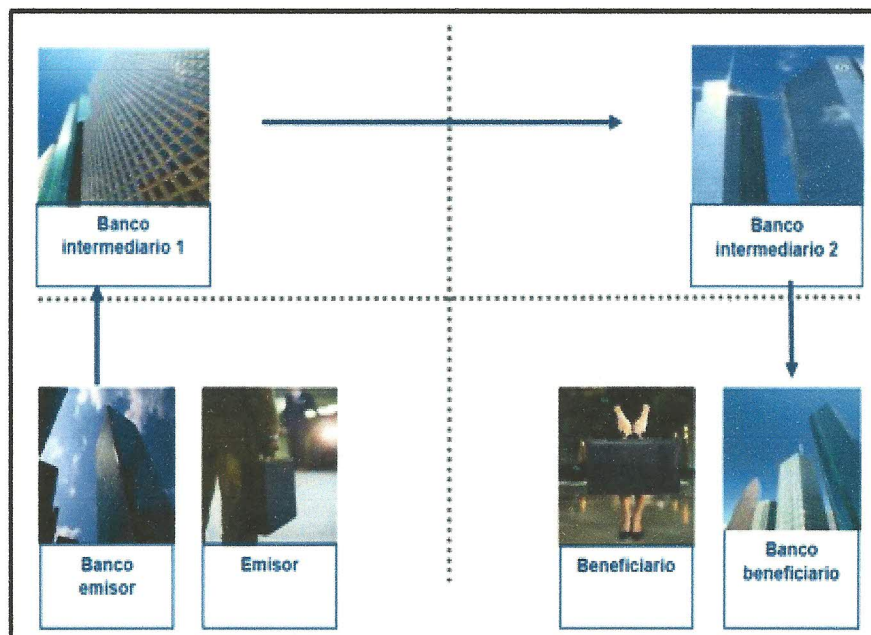 Banco
intermediario 1
Banco
intermediario 2
Banco
emisor
Emisor
Beneficiario
Banco
beneficiario